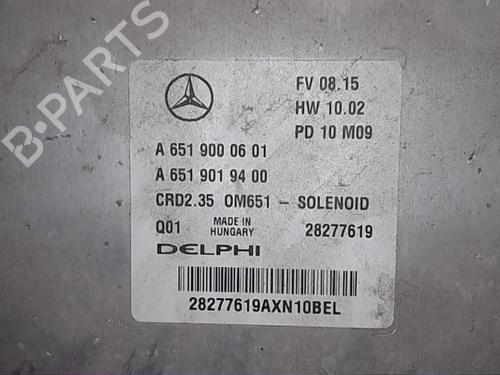 B-PARTS
FV 08.15
HW 10.02
PD 10 M09
A 651 900 06 01
A 651 901 94 00
CRD2.35 OM651 - SOLENOID
Q01 MADE IN HUNGARY 28277619
DELPHI
28277619AXN10BEL